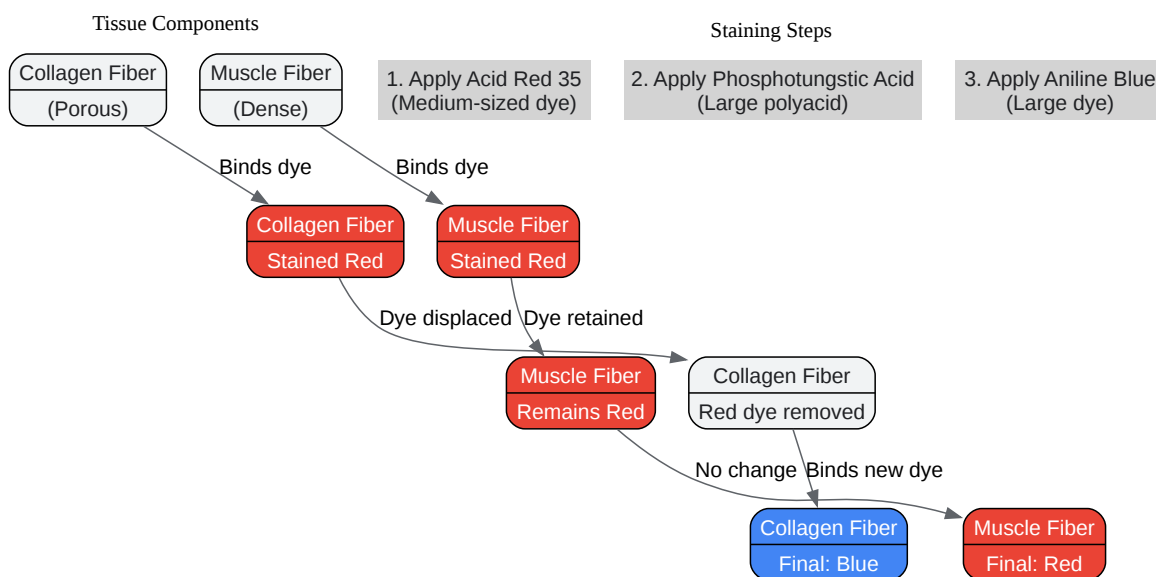 Tissue Components
Staining Steps
Collagen Fiber
(Porous)
Muscle Fiber
(Dense)
1. Apply Acid Red 35
(Medium-sized dye)
2. Apply Phosphotungstic Acid
(Large polyacid)
3. Apply Aniline Blue
(Large dye)
Binds dye
Binds dye
Collagen Fiber
Stained Red
Muscle Fiber
Stained Red
Dye displaced
Dye retained
Muscle Fiber
Remains Red
Collagen Fiber
Red dye removed
No change
Binds new dye
Collagen Fiber
Final: Blue
Muscle Fiber
Final: Red